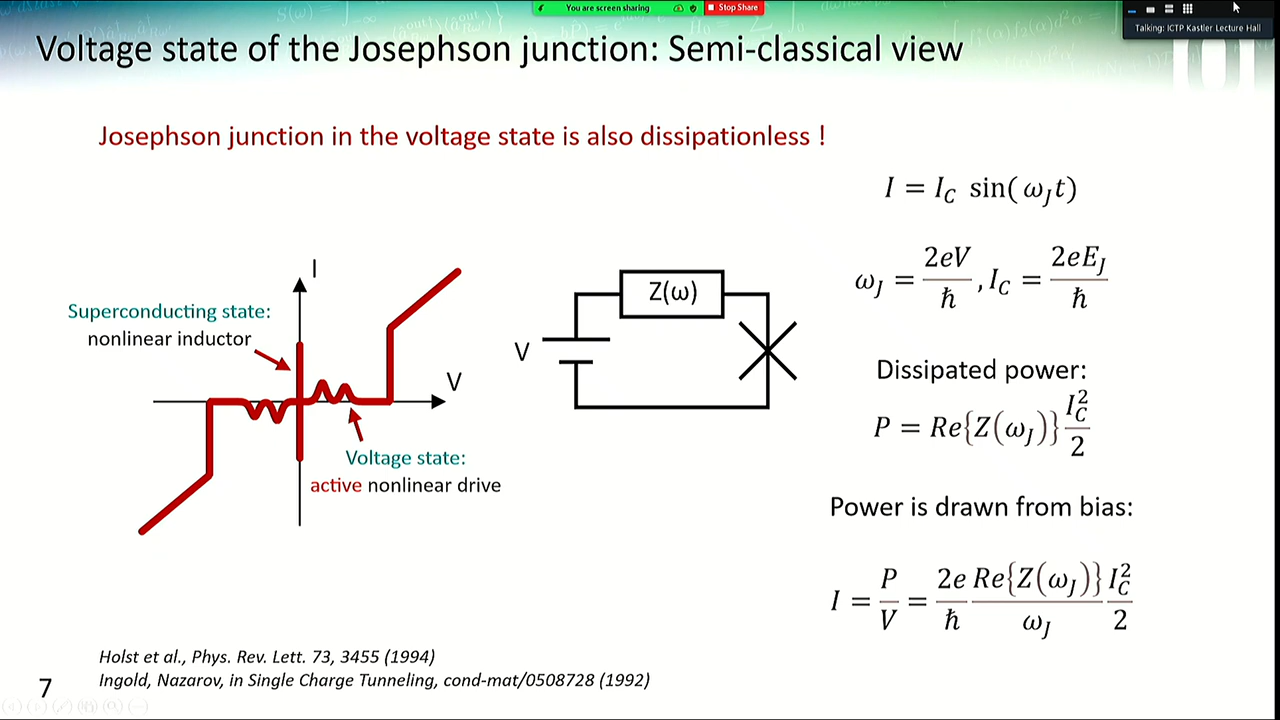 You are screen sharing
Stop Share
Talking: ICTP Kastler Lecture Hall
Voltage state of the Josephson junction: Semi-classical view
Josephson junction in the voltage state is also dissipationless !
I = I_C sin( ω_J t)
ω_J = 2eV/ħ , I_C = 2eE_J/ħ
I
Superconducting state:
nonlinear inductor
V
Voltage state:
active nonlinear drive
Z(ω)
V
Dissipated power:
P = Re{Z(ω_J)} I_C^2/2
Power is drawn from bias:
I = P/V = 2e/ħ Re{Z(ω_J)}/ω_J I_C^2/2
Holst et al., Phys. Rev. Lett. 73, 3455 (1994)
Ingold, Nazarov, in Single Charge Tunneling, cond-mat/0508728 (1992)
7